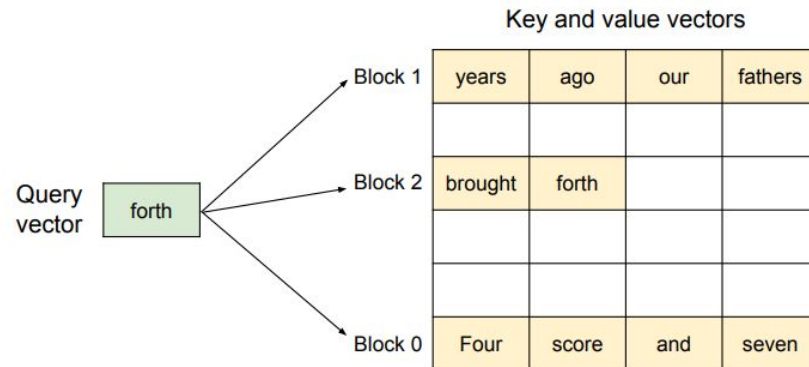 Key and value vectors
Block 1 years ago our fathers
Block 2 brought forth
Query vector
forth
Block 0 Four score and seven